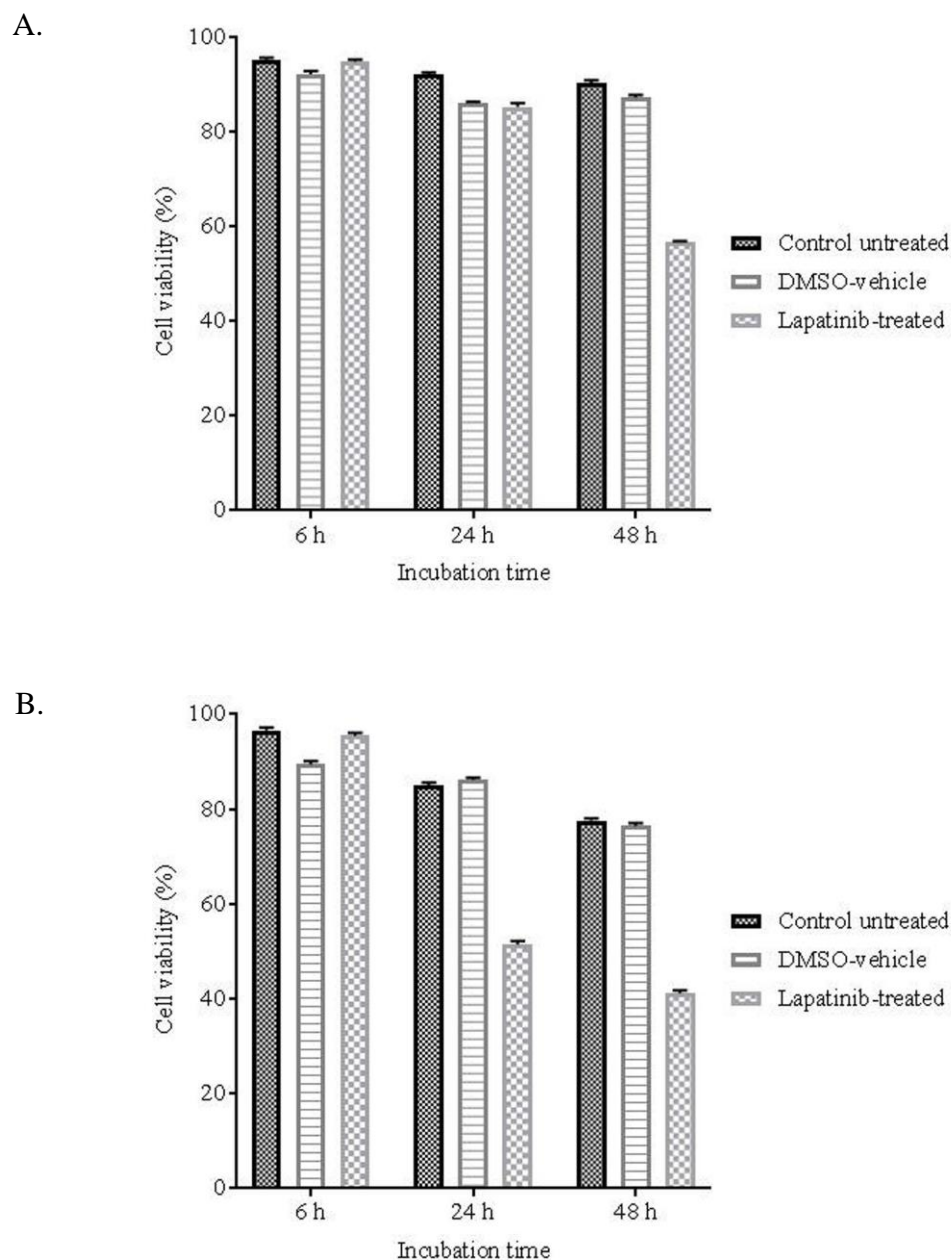 A.
100
80
60
40
20
0
Cell viability (%)
6 h 24 h 48 h
Incubation time
Control untreated
DMSO-vehicle
Lapatinib-treated
B.
100
80
60
40
20
0
Cell viability (%)
6 h 24 h 48 h
Incubation time
Control untreated
DMSO-vehicle
Lapatinib-treated